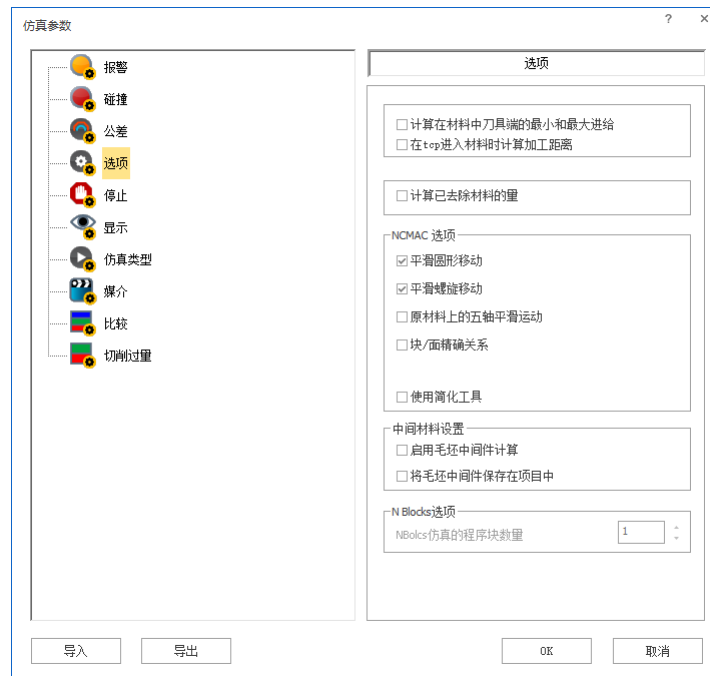 仿真参数
? ×
报警
碰撞
公差
选项
停止
显示
仿真类型
媒介
比较
切削过量
选项
计算在材料中刀具端的最小和最大进给
在tcp进入材料时计算加工距离
计算已去除材料的量
NCMAC 选项
平滑圆形移动
平滑螺旋移动
原材料上的五轴平滑运动
块/面精确关系
使用简化工具
中间材料设置
启用毛坯中间件计算
将毛坯中间件保存在项目中
N Blocks选项
NBolcs仿真的程序块数量
1
导入
导出
OK
取消